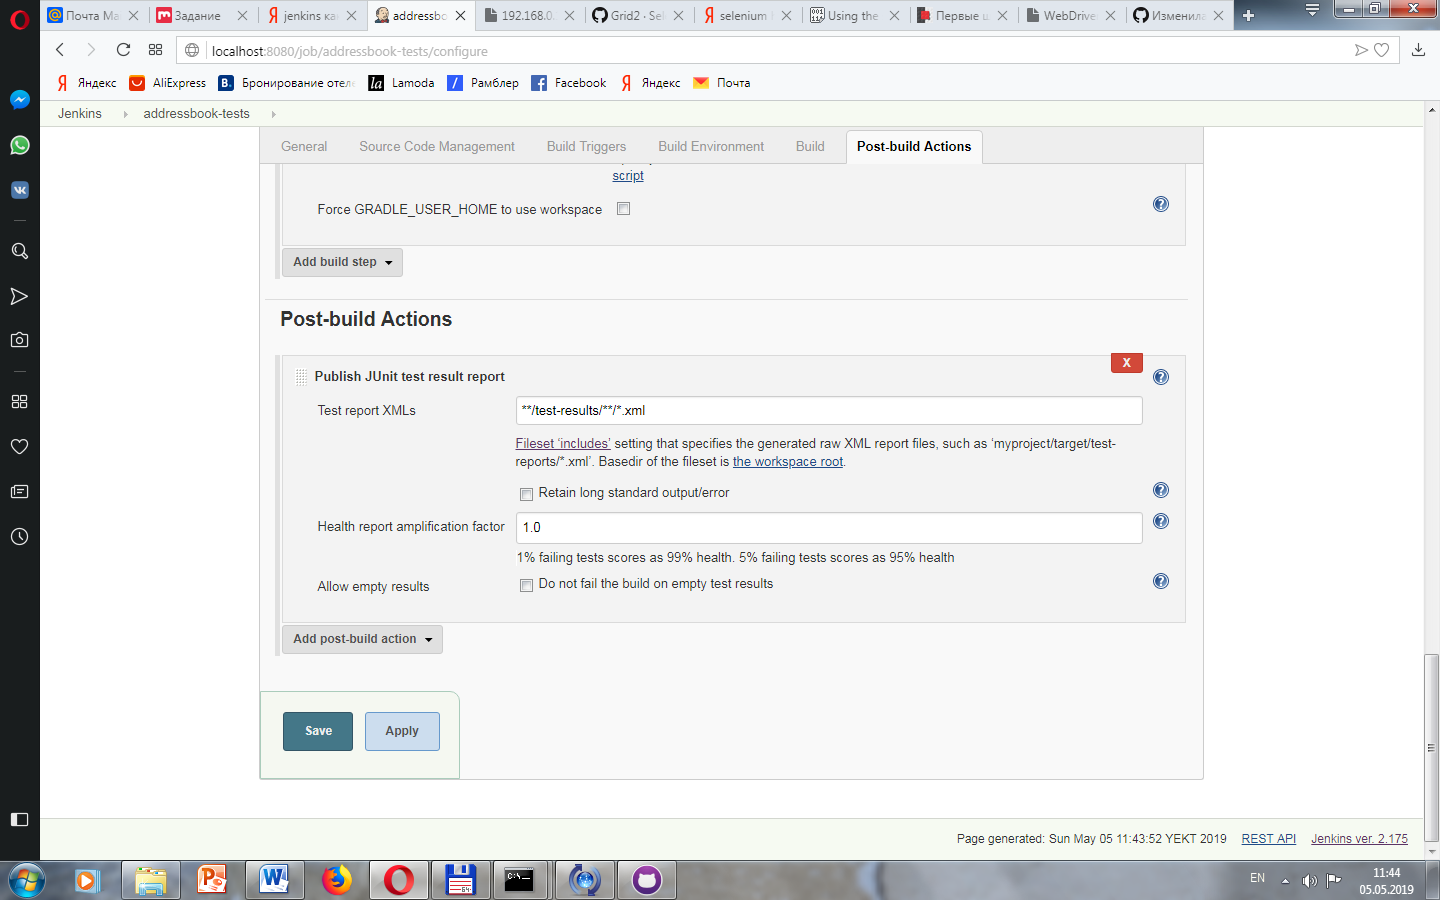 Почта Ma
Задание
jenkins ка
addressbo
192.168.0.
Grid2 · Sel
selenium h
Using the
Первые ш
WebDrive
Изменила
localhost:8080/job/addressbook-tests/configure
Яндекс
AliExpress
Бронирование отеле
Lamoda
Рамблер
Facebook
Яндекс
Почта
Jenkins
addressbook-tests
General
Source Code Management
Build Triggers
Build Environment
Build
Post-build Actions
script
Force GRADLE_USER_HOME to use workspace
Add build step
Post-build Actions
X
Publish JUnit test result report
Test report XMLs
**/test-results/**/*.xml
Fileset ‘includes’ setting that specifies the generated raw XML report files, such as ‘myproject/target/test-
reports/*.xml’. Basedir of the fileset is the workspace root.
Retain long standard output/error
Health report amplification factor
1.0
1% failing tests scores as 99% health. 5% failing tests scores as 95% health
Allow empty results
Do not fail the build on empty test results
Add post-build action
Save
Apply
Page generated: Sun May 05 11:43:52 YEKT 2019
REST API
Jenkins ver. 2.175
EN
11:44
05.05.2019